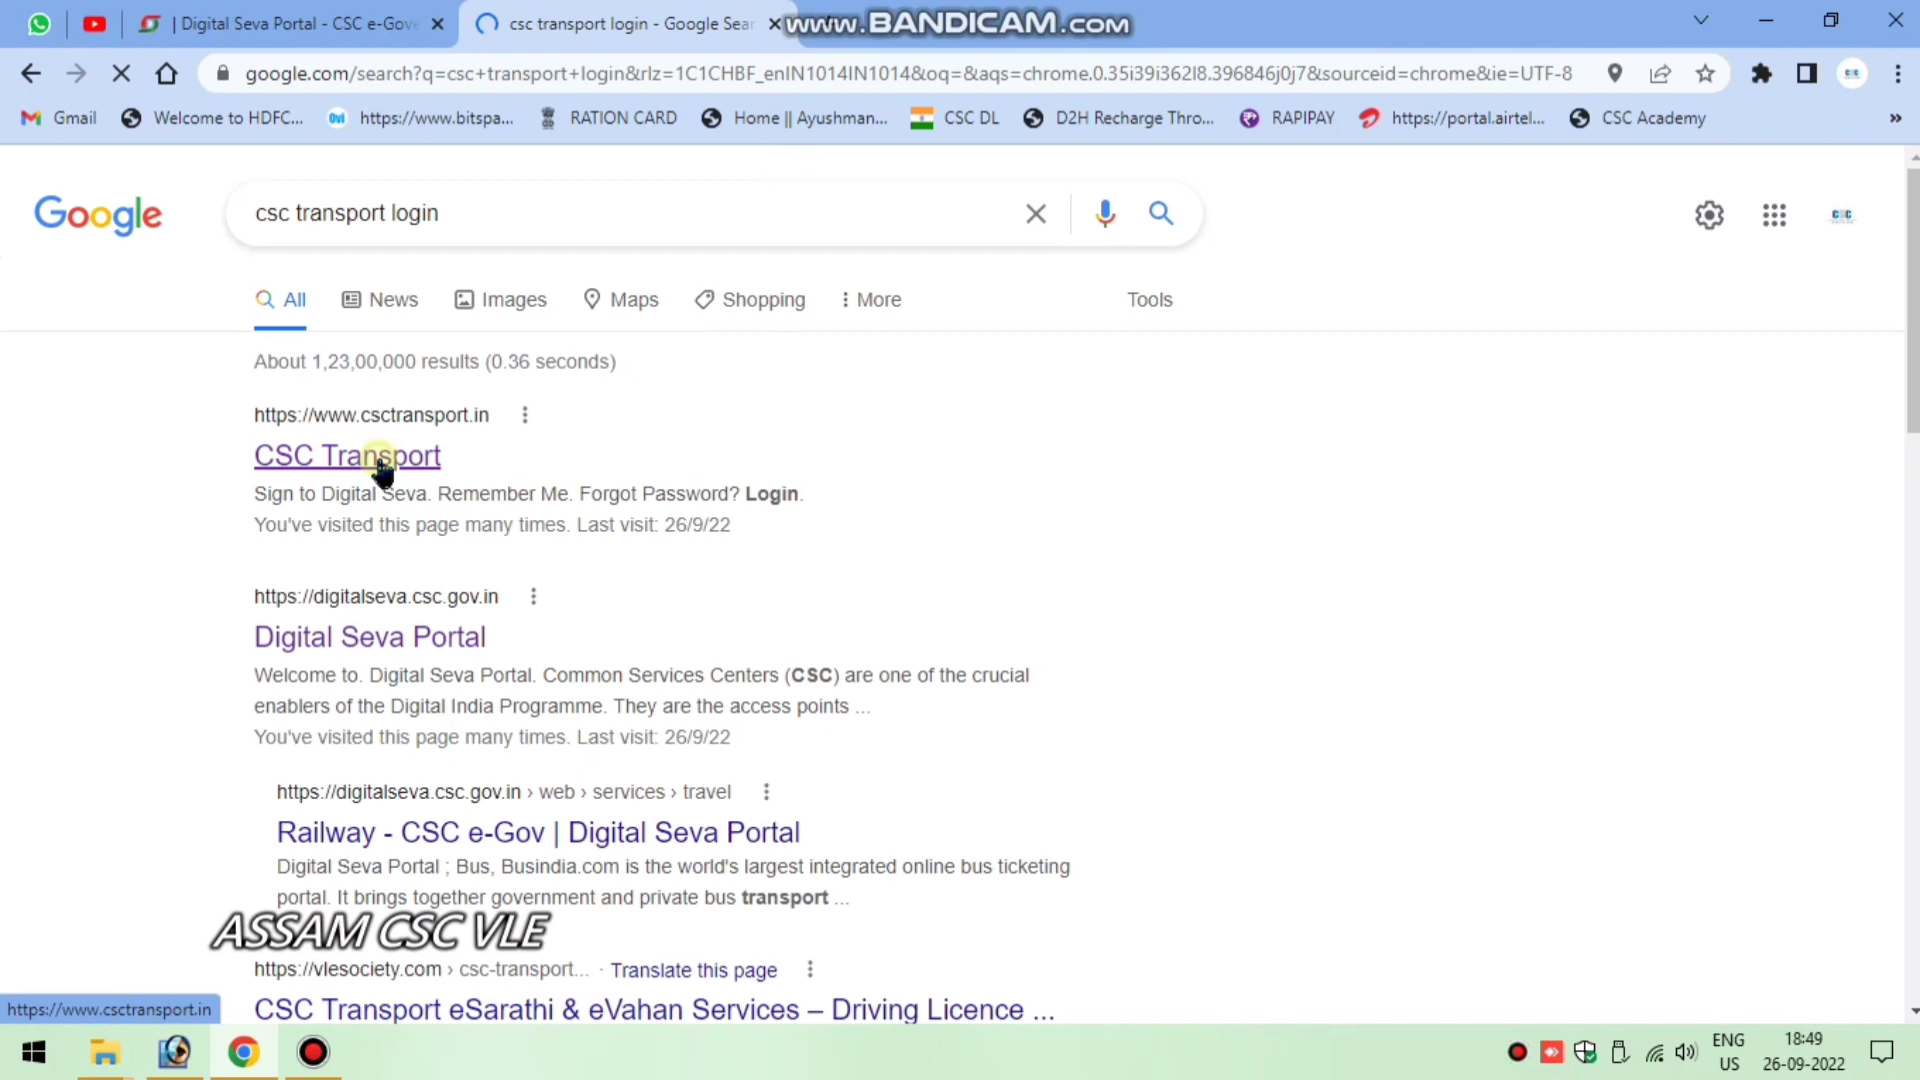 | Digital Seva Portal - CSC e-Gove
csc transport login - Google Sear
www.BANDICAM.com
google.com/search?q=csc+transport+login&rlz=1C1CHBF_enIN1014IN1014&oq=&aqs=chrome.0.35i39i362l8.396846j0j7&sourceid=chrome&ie=UTF-8
Gmail
Welcome to HDFC...
https://www.bitspa...
RATION CARD
Home || Ayushman...
CSC DL
D2H Recharge Thro...
RAPIPAY
https://portal.airtel...
CSC Academy
»
Google
csc transport login
All
News
Images
Maps
Shopping
More
Tools
About 1,23,00,000 results (0.36 seconds)
https://www.csctransport.in
CSC Transport
Sign to Digital Seva. Remember Me. Forgot Password? Login.
You've visited this page many times. Last visit: 26/9/22
https://digitalseva.csc.gov.in
Digital Seva Portal
Welcome to. Digital Seva Portal. Common Services Centers (CSC) are one of the crucial
enablers of the Digital India Programme. They are the access points ...
You've visited this page many times. Last visit: 26/9/22
https://digitalseva.csc.gov.in › web › services › travel
Railway - CSC e-Gov | Digital Seva Portal
Digital Seva Portal ; Bus, Busindia.com is the world's largest integrated online bus ticketing
portal. It brings together government and private bus transport ...
ASSAM CSC VLE
https://vlesociety.com › csc-transport... · Translate this page
CSC Transport eSarathi & eVahan Services – Driving Licence ...
https://www.csctransport.in
ENG
US
18:49
26-09-2022